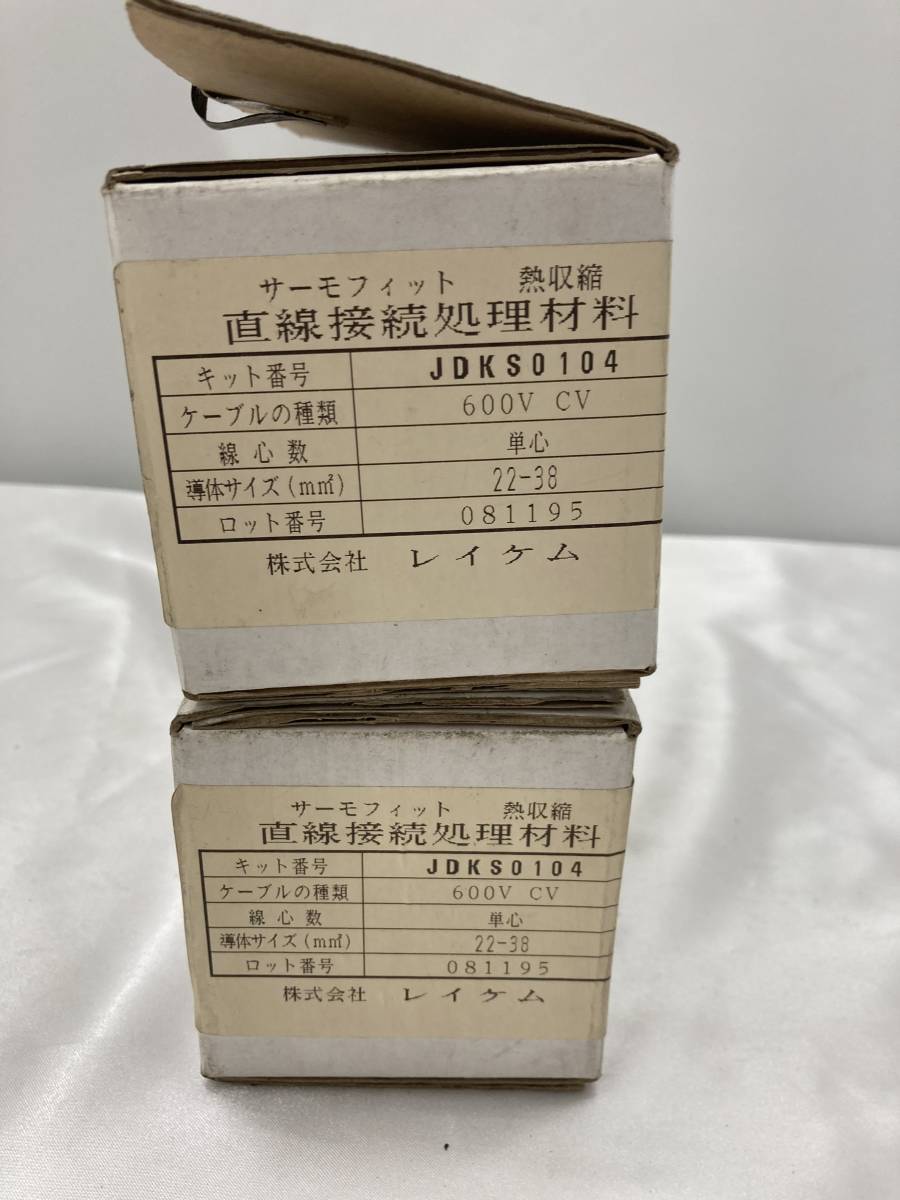 サーモフィット 熱収縮
直線接続処理材料
キット番号 JDKS0104
ケーブルの種類 600V CV
線心数 単心
導体サイズ(mm²) 22-38
ロット番号 081195
株式会社 レイケム
サーモフィット 熱収縮
直線接続処理材料
キット番号 JDKS0104
ケーブルの種類 600V CV
線心数 単心
導体サイズ(mm²) 22-38
ロット番号 081195
株式会社 レイケム